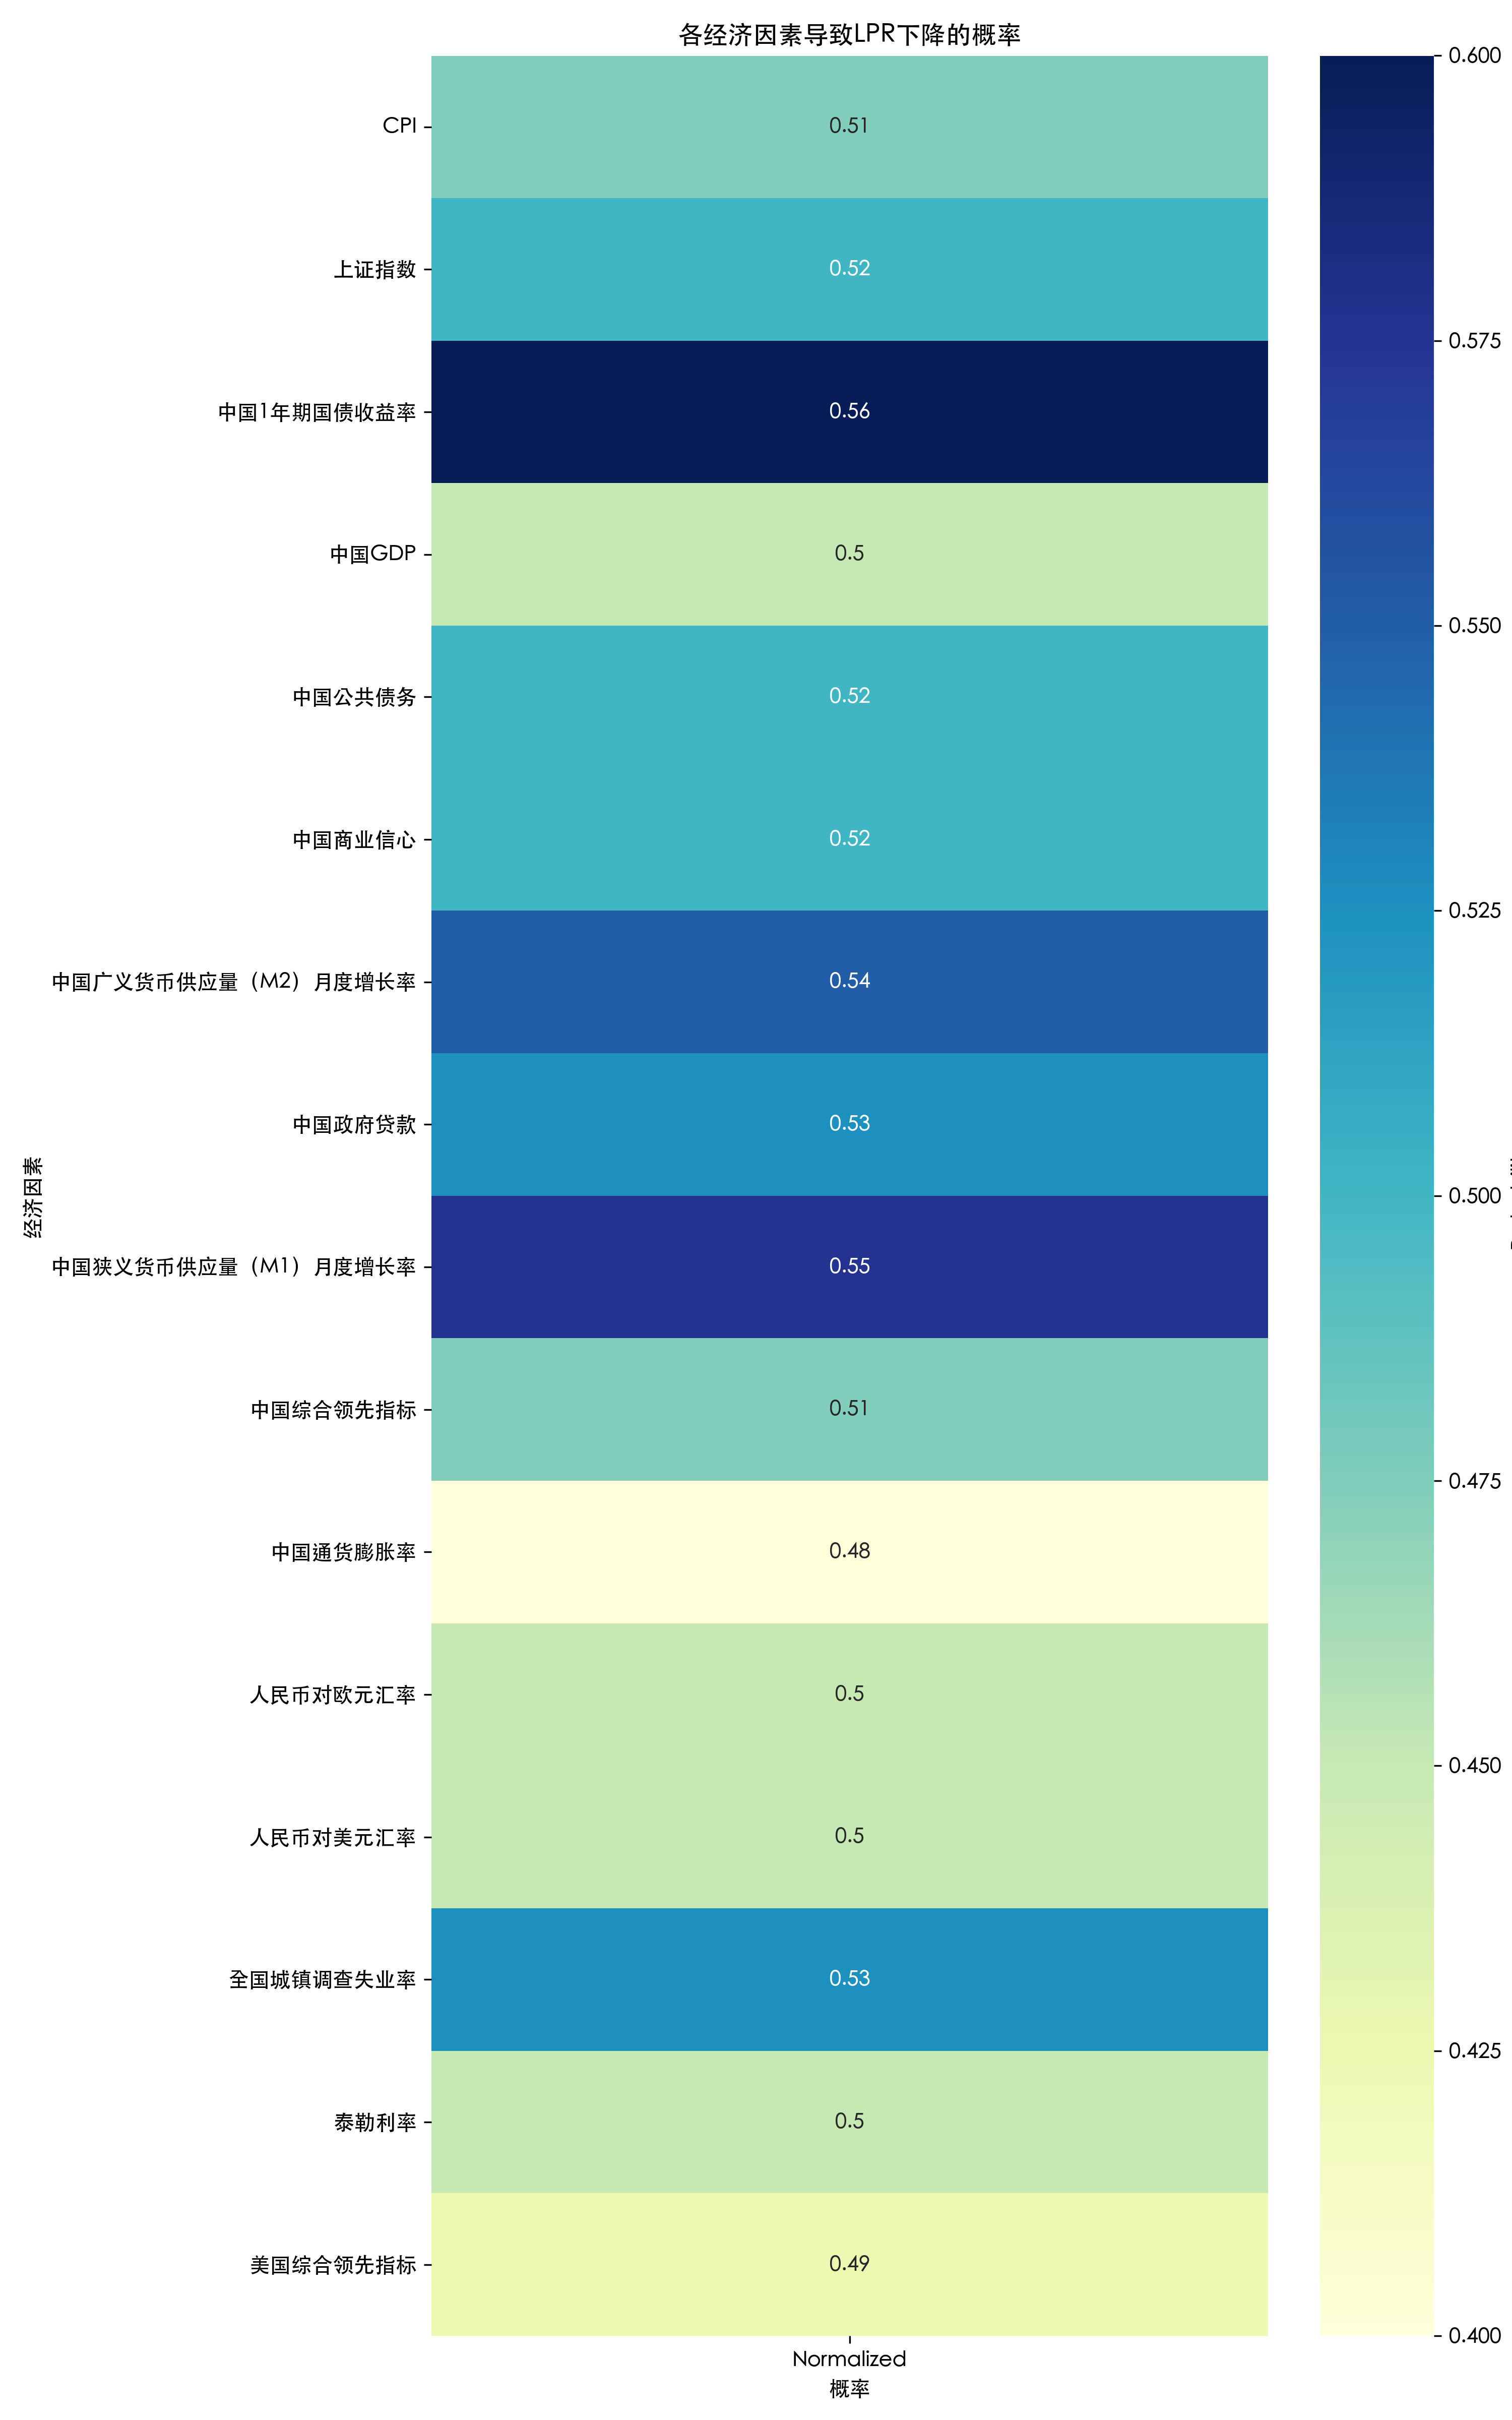 各经济因素导致LPR下降的概率
CPI
0.51
上证指数
0.52
中国1年期国债收益率
0.56
中国GDP
0.5
中国公共债务
0.52
中国商业信心
0.52
中国广义货币供应量（M2）月度增长率
0.54
中国政府贷款
0.53
中国狭义货币供应量（M1）月度增长率
0.55
中国综合领先指标
0.51
中国通货膨胀率
0.48
人民币对欧元汇率
0.5
人民币对美元汇率
0.5
全国城镇调查失业率
0.53
泰勒利率
0.5
美国综合领先指标
0.49
经济因素
Normalized
概率
0.600
0.575
0.550
0.525
0.500
0.475
0.450
0.425
0.400